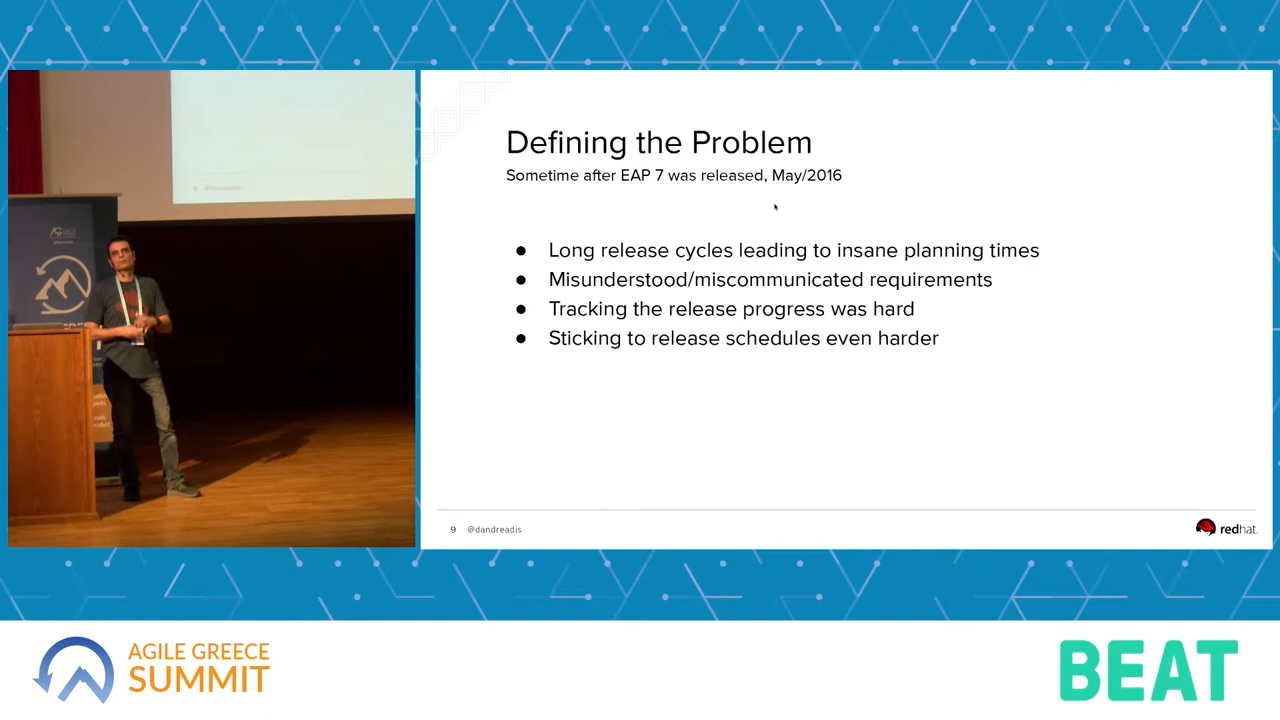 Defining the Problem
Sometime after EAP 7 was released, May/2016
● Long release cycles leading to insane planning times
● Misunderstood/miscommunicated requirements
● Tracking the release progress was hard
● Sticking to release schedules even harder
9 @dandreadis
redhat.
AGILE GREECE
SUMMIT
BEAT